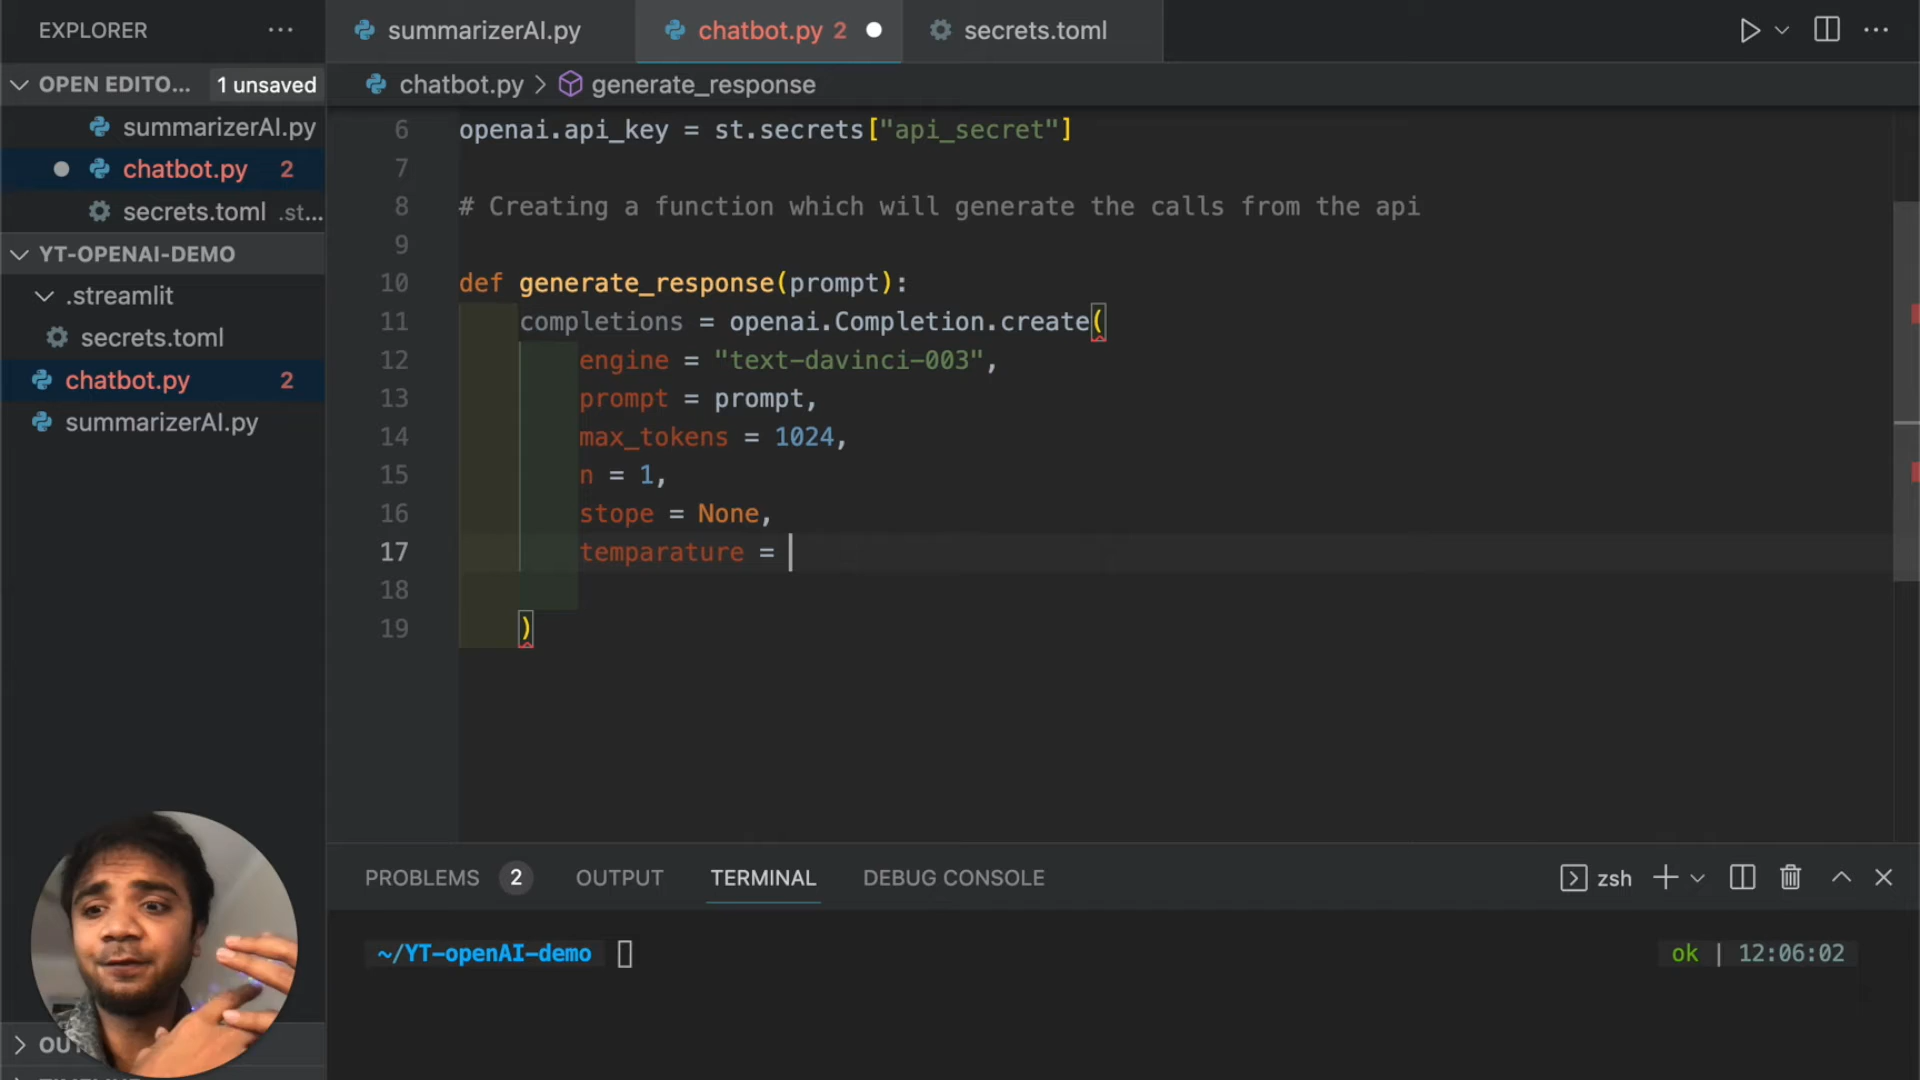 EXPLORER
summarizerAI.py
chatbot.py 2
secrets.toml
OPEN EDITO... 1 unsaved
summarizerAI.py
chatbot.py 2
secrets.toml .st...
YT-OPENAI-DEMO
.streamlit
secrets.toml
chatbot.py 2
summarizerAI.py
chatbot.py > generate_response
6 openai.api_key = st.secrets["api_secret"]
7
8 # Creating a function which will generate the calls from the api
9
10 def generate_response(prompt):
11 completions = openai.Completion.create(
12 engine = "text-davinci-003",
13 prompt = prompt,
14 max_tokens = 1024,
15 n = 1,
16 stope = None,
17 temparature =
18
19 )
PROBLEMS 2 OUTPUT TERMINAL DEBUG CONSOLE zsh
~/YT-openAI-demo ok | 12:06:02